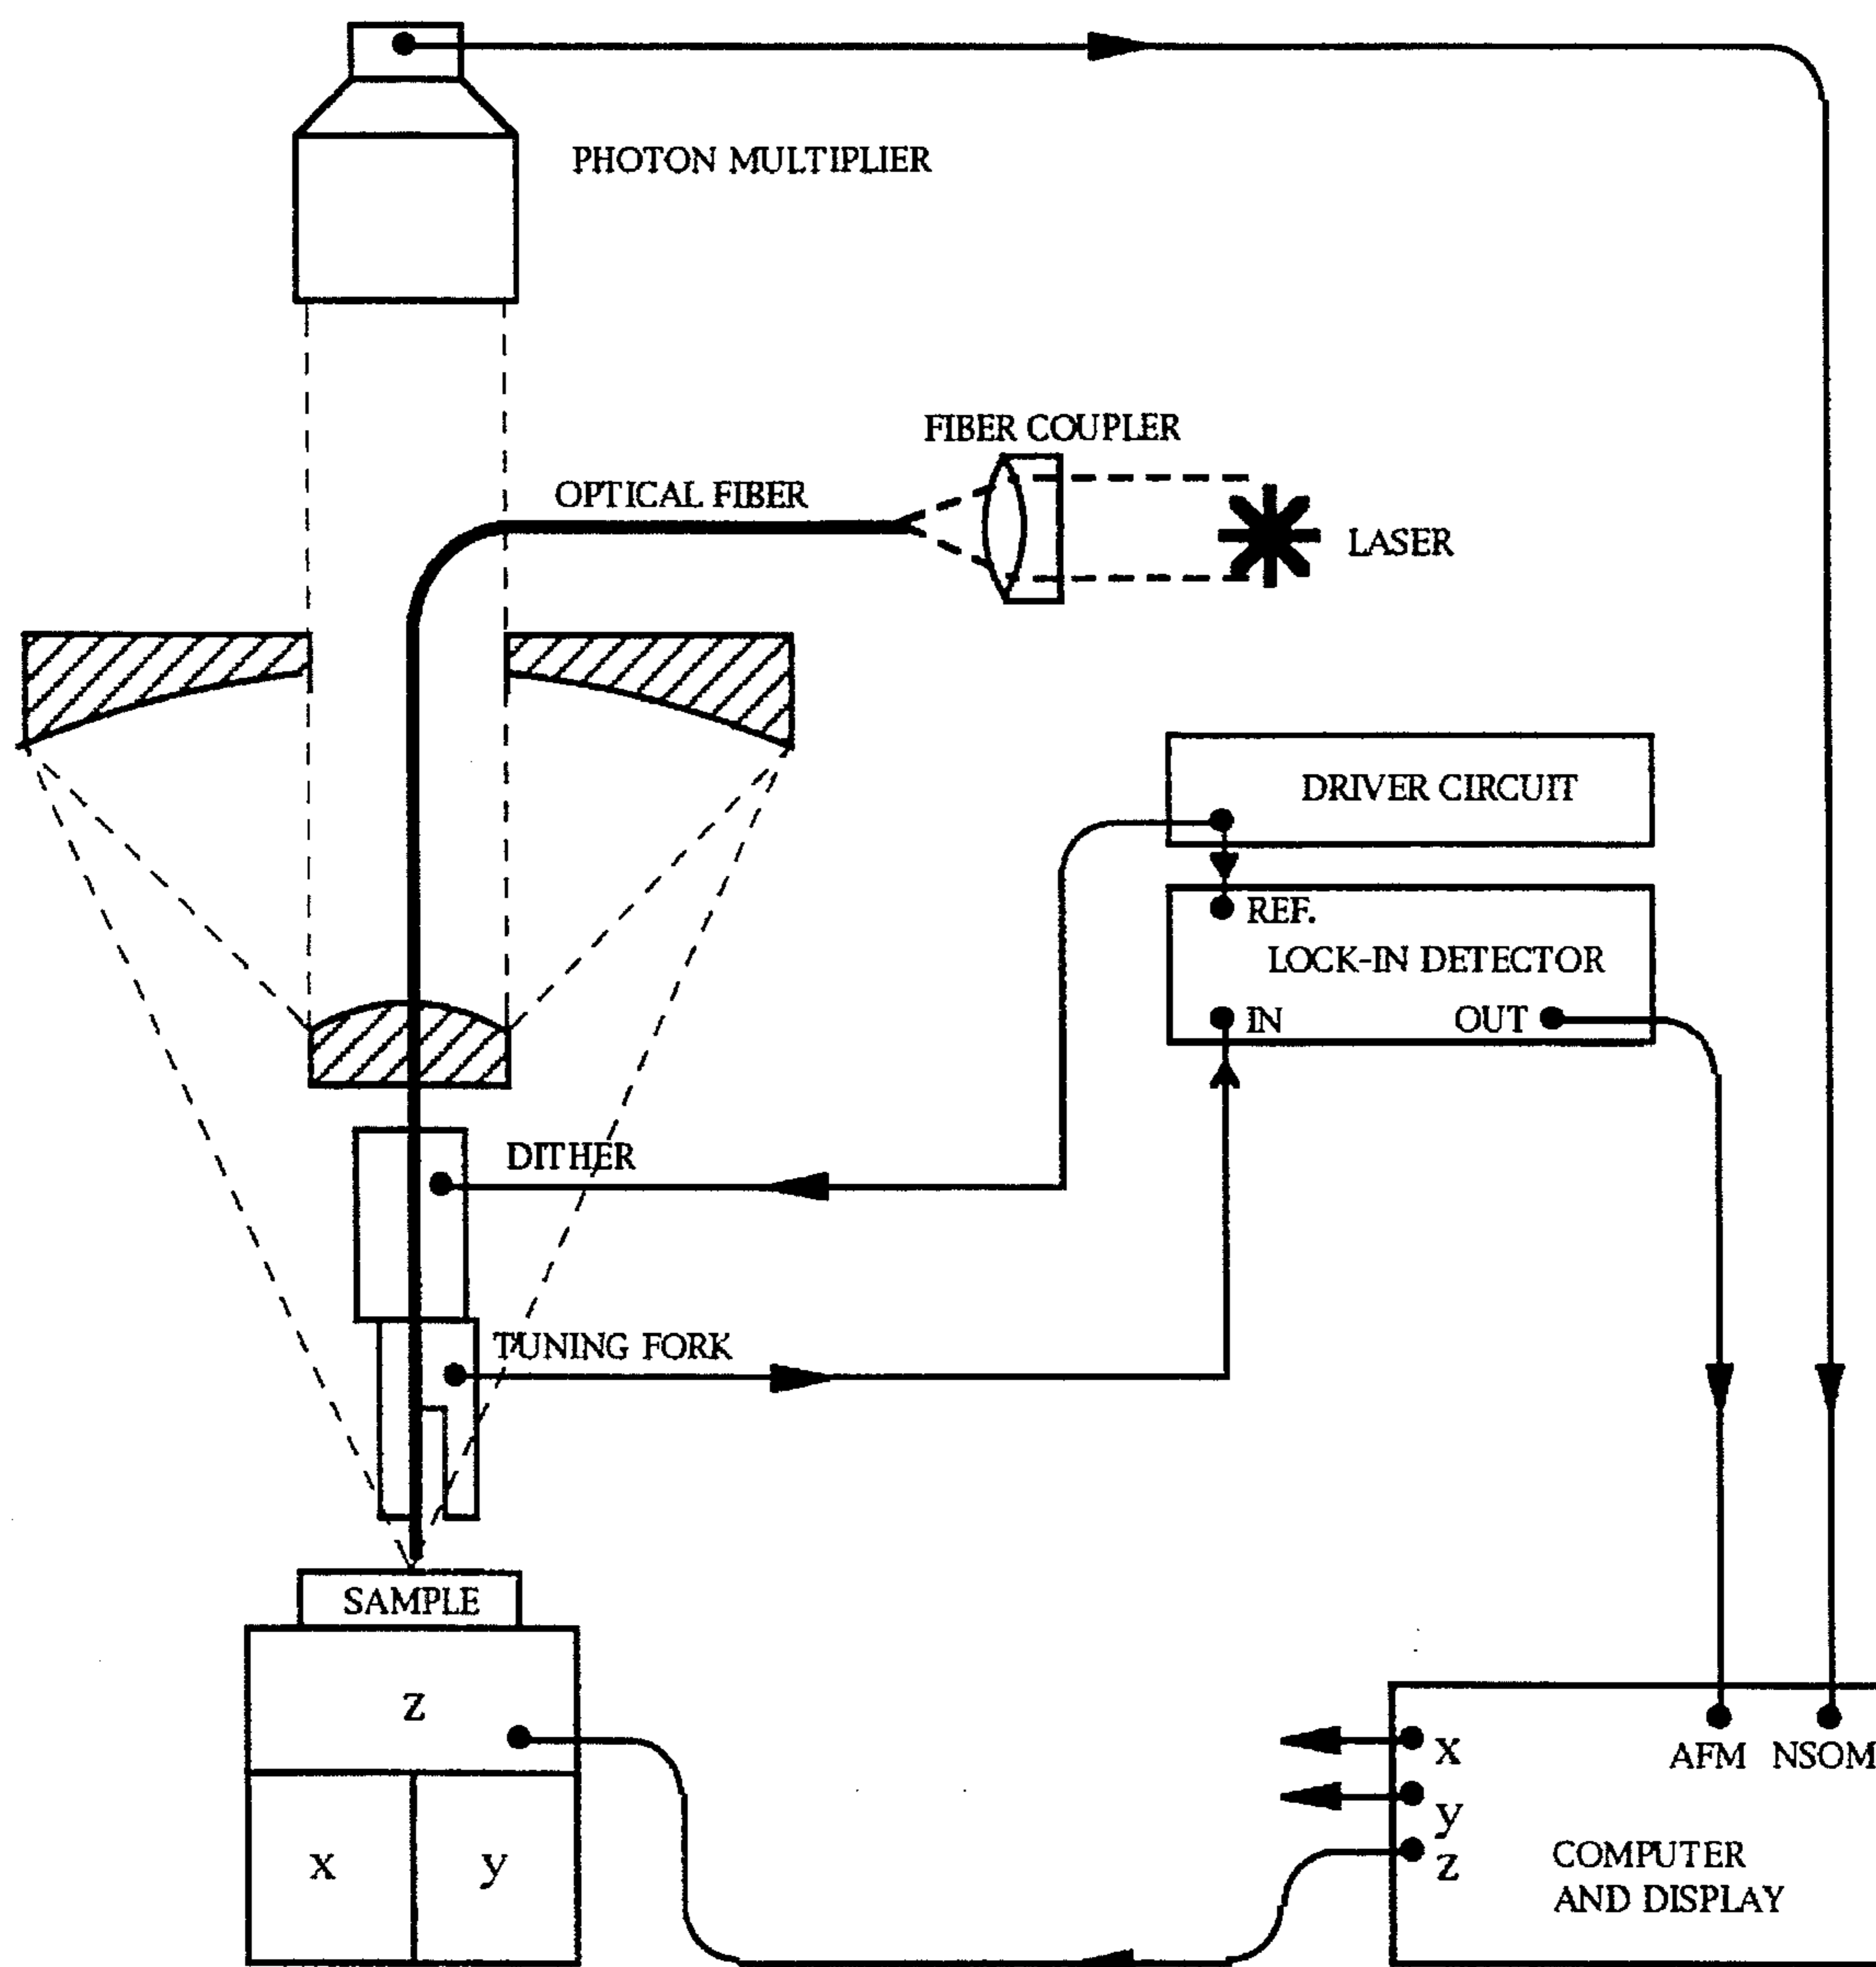 PHOTON MULTIPLIER
FIBER COUPLER
OPTICAL FIBER
LASER
DRIVER CIRCUIT
REF.
LOCK-IN DETECTOR
IN
OUT
DITHER
TUNING FORK
SAMPLE
z
x
y
x
y
z
AFM NSOM
COMPUTER
AND DISPLAY